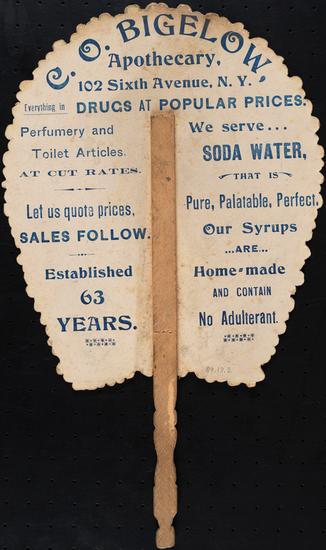 C. O. BIGELOW,
Apothecary,
102 Sixth Avenue, N. Y.
Everything in DRUGS AT POPULAR PRICES.
Perfumery and
Toilet Articles.
AT CUT RATES.
Let us quote prices,
SALES FOLLOW.
Established
63
YEARS.
We serve...
SODA WATER,
THAT IS
Pure, Palatable, Perfect.
Our Syrups
...ARE...
Home-made
AND CONTAIN
No Adulterant.